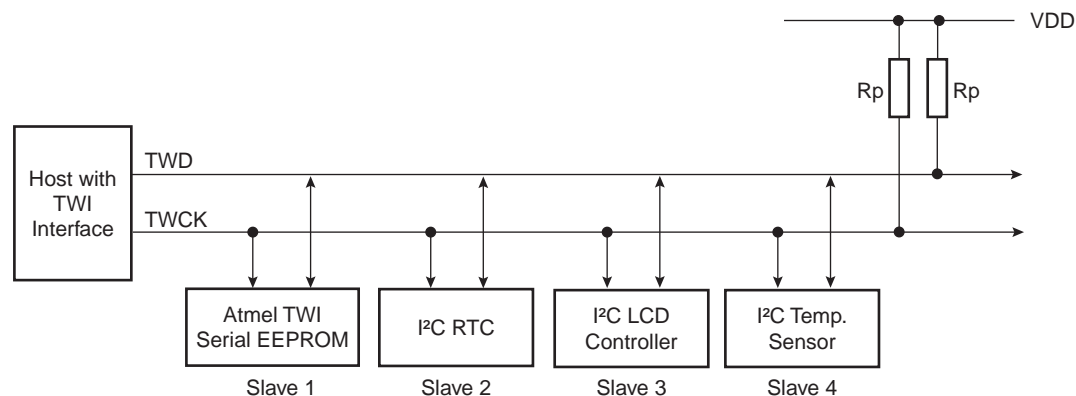 VDD
Rp
Rp
Host with
TWI
Interface
TWD
TWCK
Atmel TWI
Serial EEPROM
I²C RTC
I²C LCD
Controller
I²C Temp.
Sensor
Slave 1
Slave 2
Slave 3
Slave 4